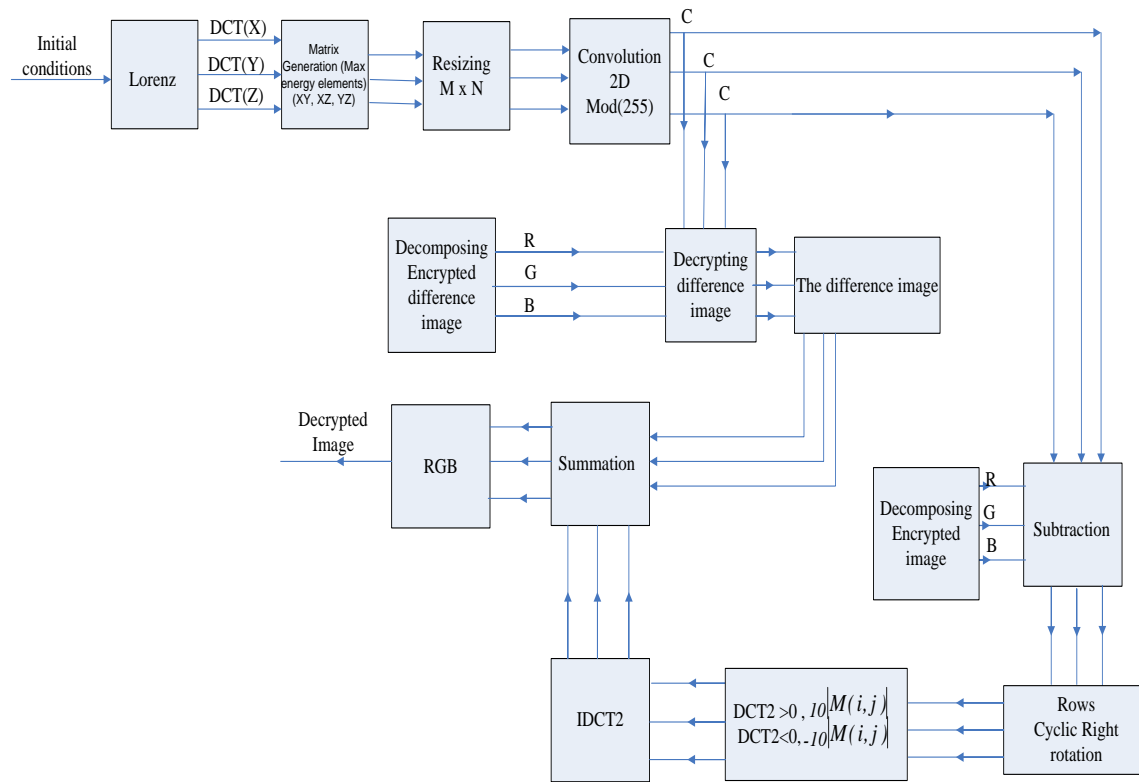 Initial
conditions
Lorenz
DCT(X)
DCT(Y)
DCT(Z)
Matrix
Generation (Max
energy elements)
(XY, XZ, YZ)
Resizing
M x N
Convolution
2D
Mod(255)
C
C
C
Decomposing
Encrypted
difference
image
R
G
B
Decrypting
difference
image
The difference image
Decrypted
Image
RGB
Summation
Decomposing
Encrypted
image
R
G
B
Subtraction
IDCT2
DCT2 >0 , 10|M(i,j)|
DCT2<0,-10|M(i,j)|
Rows
Cyclic Right
rotation